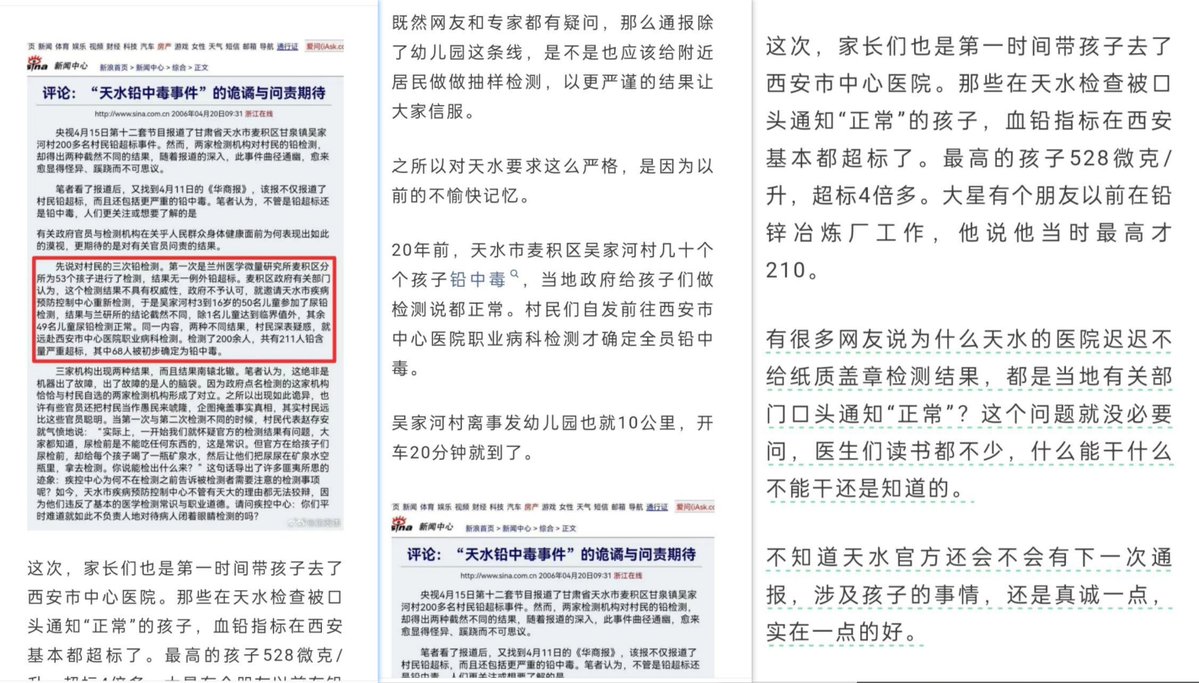 页 新闻 体育 娱乐 视频 财经 科技 汽车 房产 游戏 女性 天气 短信 邮箱 导航 通行证 爱问(iAsk.co
sina 新闻中心 新浪首页 > 新闻中心 > 综合 > 正文
评论：“天水铅中毒事件”的诡谲与问责期待
http://www.sina.com.cn 2006年04月20日09:31 浙江在线
央视4月15日第十二套节目报道了甘肃省天水市麦积区甘泉镇吴家
河村200多名村民铅超标事件。然而，两家检测机构对村民的铅检测，
却得出两种截然不同的结果，随着报道的深入，此事件曲径通幽，愈来
愈显得怪异、蹊跷而不可思议。
笔者看了报道后，又找到4月11日的《华商报》，该报不仅报道了
村民铅超标，而且还包括更严重的铅中毒。笔者认为，不管是铅超标还
是铅中毒，人们更关注或想要了解的是
有关政府官员与检测机构在关乎人民群众身体健康面前为何表现出如此
的漠视，更期待的是对有关官员问责的结果。
先说对村民的三次铅检测。第一次是兰州医学微量研究所麦积区分
所为53个孩子进行了检测，结果无一例外铅超标。麦积区政府有关部门
认为，这个检测结果不具有权威性，政府不予认可，就邀请天水市疾病
预防控制中心重新检测，于是吴家河村3到16岁的50名儿童参加了尿铅
检测，结果与兰研所的结论截然不同，除1名儿童达到临界值外，其余
49名儿童尿铅检测正常。同一内容，两种不同结果，村民深表疑惑，就
远赴西安市中心医院职业病科检测。检测了200余人，共有211人铅含
量严重超标，其中68人被初步确定为铅中毒。
三家机构出现两种结果，而且结果南辕北辙。笔者认为，这绝非是
机器出了故障，出了故障的是人的脑袋。因为政府点名检测的这家机构
恰恰与村民自选的两家检测机构形成了对立。之所以出现如此诡异，也
许有些官员还把村民当作愚民来唬隆，企图掩盖事实真相，其实村民远
比这些官员聪明。当第一次与第二次检测不同的时候，村民代表赵存安
就气愤地说：“实际上，一开始我们就怀疑官方的检测结果有问题，大
家都知道，尿检前是不能吃任何东西的，这是常识。但官方在给孩子们
尿检前，却给每个孩子喝了一瓶矿泉水，然后让他们把尿尿在矿泉水空
瓶里，拿去检测。你说能检出什么来？”这句话导出了许多匪夷所思的
迹象：疾控中心为何不在检测之前告诉被检测者需要注意的检测事项
呢？如今，天水市疾病预防控制中心不管有天大的理由都无法狡辩，因
为他们违反了基本的医学检测常识与职业道德。请问疾控中心：你们平
时难道就如此不负责人地对待病人闭着眼睛检测的吗？
这次，家长们也是第一时间带孩子去了
西安市中心医院。那些在天水检查被口
头通知“正常”的孩子，血铅指标在西安
基本都超标了。最高的孩子528微克/
升，超标4倍多。大星有个朋友以前在铅
既然网友和专家都有疑问，那么通报除
了幼儿园这条线，是不是也应该给附近
居民做做抽样检测，以更严谨的结果让
大家信服。
之所以对天水要求这么严格，是因为以
前的不愉快记忆。
20年前，天水市麦积区吴家河村几十个
个孩子铅中毒，当地政府给孩子们做
检测说都正常。村民们自发前往西安市
中心医院职业病科检测才确定全员铅中
毒。
吴家河村离事发幼儿园也就10公里，开
车20分钟就到了。
页 新闻 体育 娱乐 视频 财经 科技 汽车 房产 游戏 女性 天气 短信 邮箱 导航 通行证 爱问(iAsk.co
sina 新闻中心 新浪首页 > 新闻中心 > 综合 > 正文
评论：“天水铅中毒事件”的诡谲与问责期待
http://www.sina.com.cn 2006年04月20日09:31 浙江在线
央视4月15日第十二套节目报道了甘肃省天水市麦积区甘泉镇吴家
河村200多名村民铅超标事件。然而，两家检测机构对村民的铅检测，
却得出两种截然不同的结果，随着报道的深入，此事件曲径通幽，愈来
愈显得怪异、蹊跷而不可思议。
笔者看了报道后，又找到4月11日的《华商报》，该报不仅报道了
村民铅超标，而且还包括更严重的铅中毒。笔者认为，不管是铅超标还
是铅中毒，人们更关注或想要了解的是
这次，家长们也是第一时间带孩子去了
西安市中心医院。那些在天水检查被口
头通知“正常”的孩子，血铅指标在西安
基本都超标了。最高的孩子528微克/
升，超标4倍多。大星有个朋友以前在铅
锌冶炼厂工作，他说他当时最高才
210。
有很多网友说为什么天水的医院迟迟不
给纸质盖章检测结果，都是当地有关部
门口头通知“正常”？这个问题就没必要
问，医生们读书都不少，什么能干什么
不能干还是知道的。
不知道天水官方还会不会有下一次通
报，涉及孩子的事情，还是真诚一点，
实在一点的好。